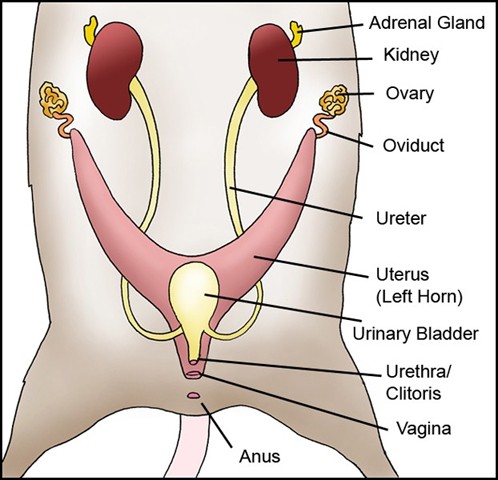 Adrenal Gland
Kidney
Ovary
Oviduct
Ureter
Uterus
(Left Horn)
Urinary Bladder
Urethra/
Clitoris
Vagina
Anus